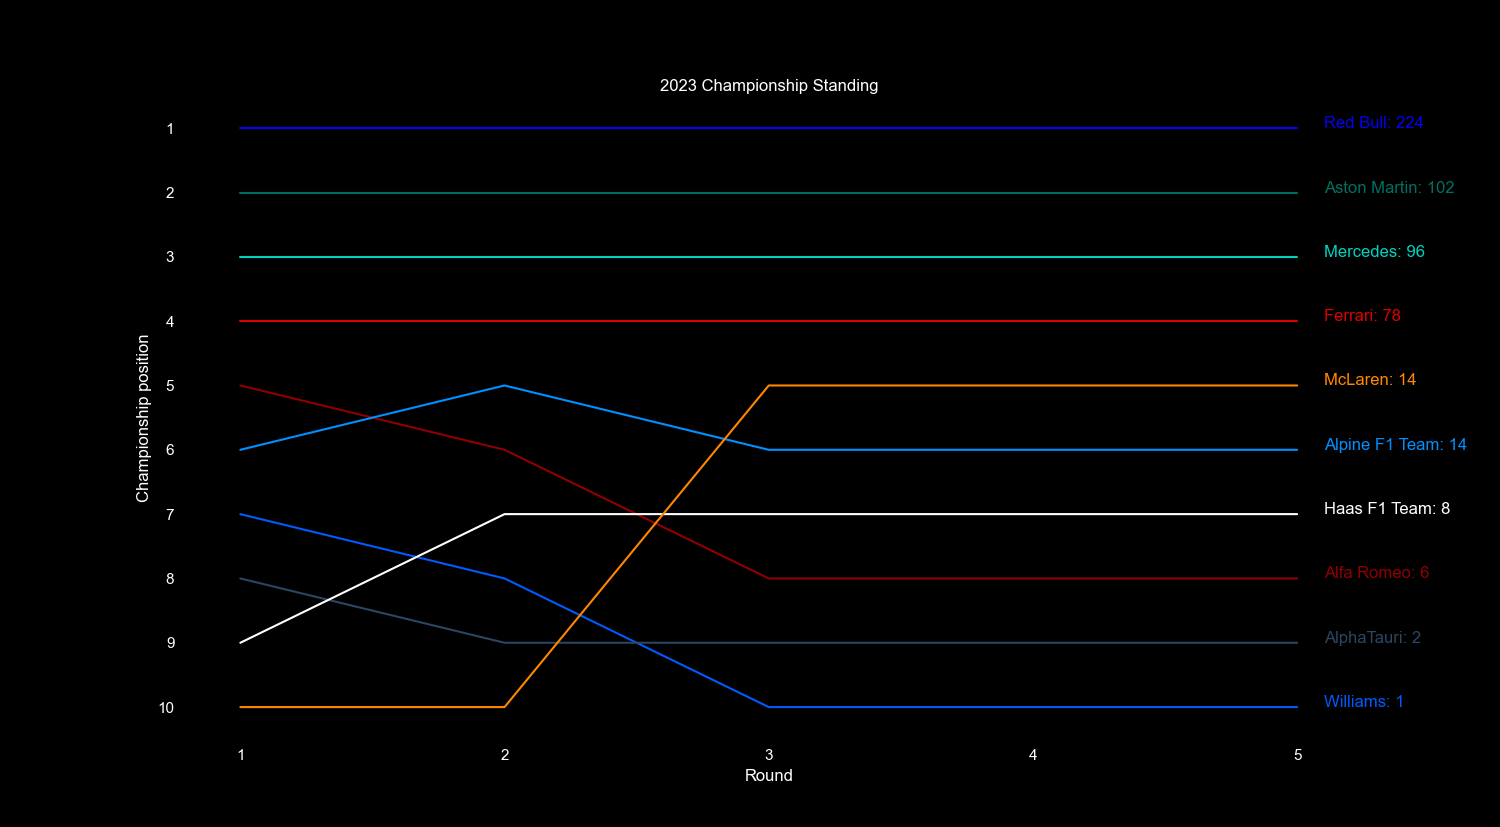 2023 Championship Standing
Championship position
1
2
3
4
5
6
7
8
9
10
Red Bull: 224
Aston Martin: 102
Mercedes: 96
Ferrari: 78
McLaren: 14
Alpine F1 Team: 14
Haas F1 Team: 8
Alfa Romeo: 6
AlphaTauri: 2
Williams: 1
1 2 3 4 5
Round